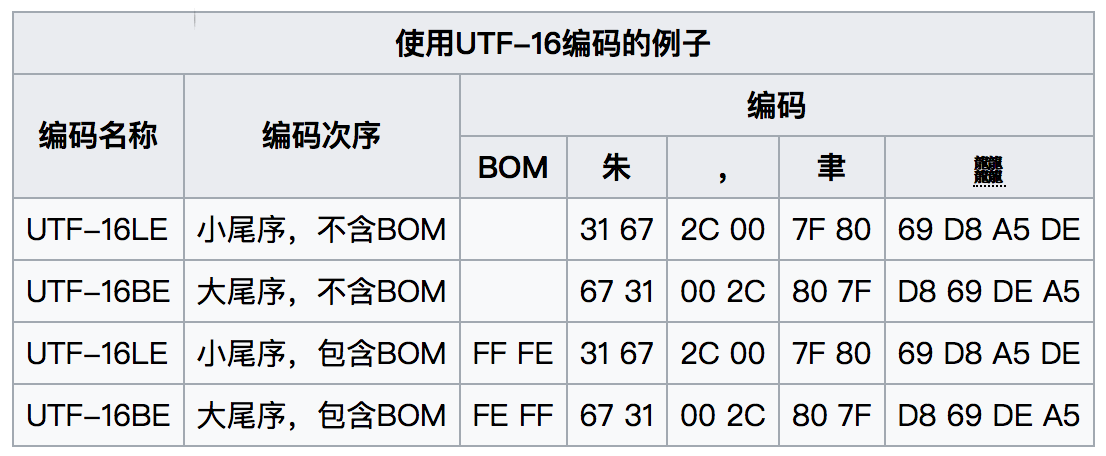 使用UTF-16编码的例子
编码名称 编码次序 编码
BOM 朱 , 聿 𪚥
UTF-16LE 小尾序，不含BOM 31 67 2C 00 7F 80 69 D8 A5 DE
UTF-16BE 大尾序，不含BOM 67 31 00 2C 80 7F D8 69 DE A5
UTF-16LE 小尾序，包含BOM FF FE 31 67 2C 00 7F 80 69 D8 A5 DE
UTF-16BE 大尾序，包含BOM FE FF 67 31 00 2C 80 7F D8 69 DE A5